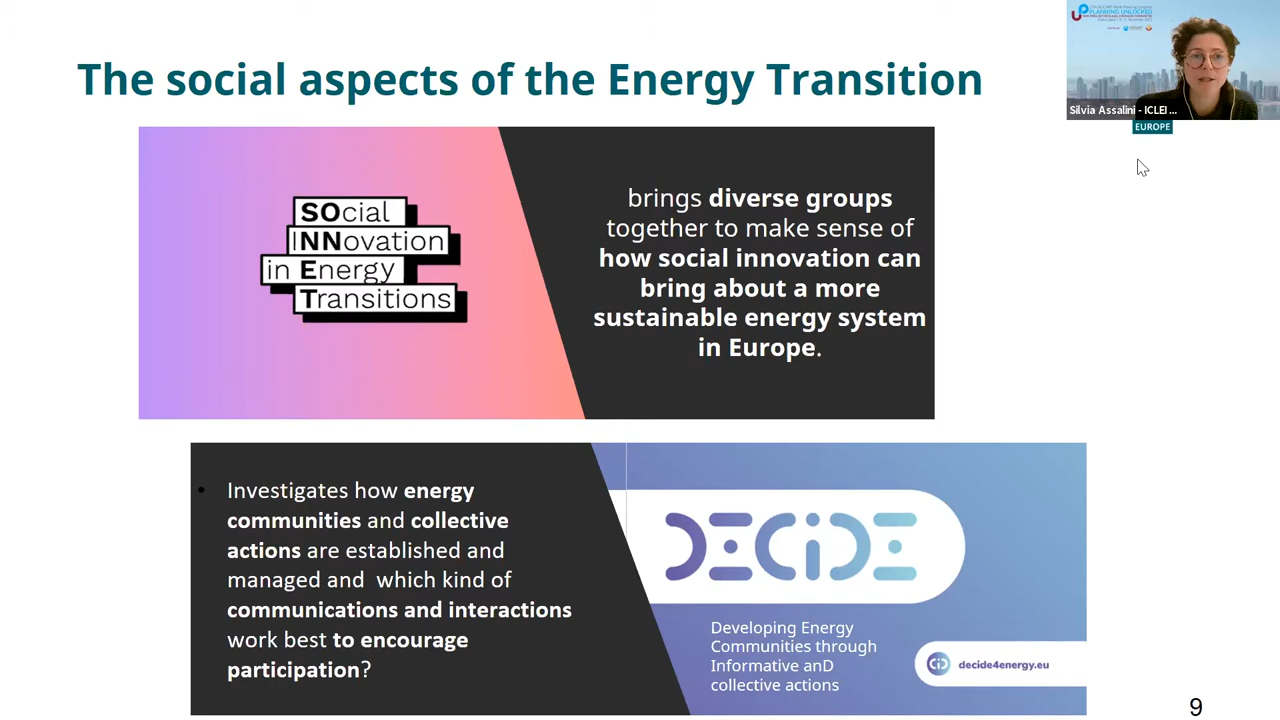 The social aspects of the Energy Transition
PLANNING UNLOCKED
Silvia Assalini - ICLEI ...
EUROPE
SOcial
INNovation
in Energy
Transitions
brings diverse groups
together to make sense of
how social innovation can
bring about a more
sustainable energy system
in Europe.
• Investigates how energy
communities and collective
actions are established and
managed and  which kind of
communications and interactions
work best to encourage
participation?
DECiDE
Developing Energy
Communities through
Informative anD
collective actions
decide4energy.eu
9